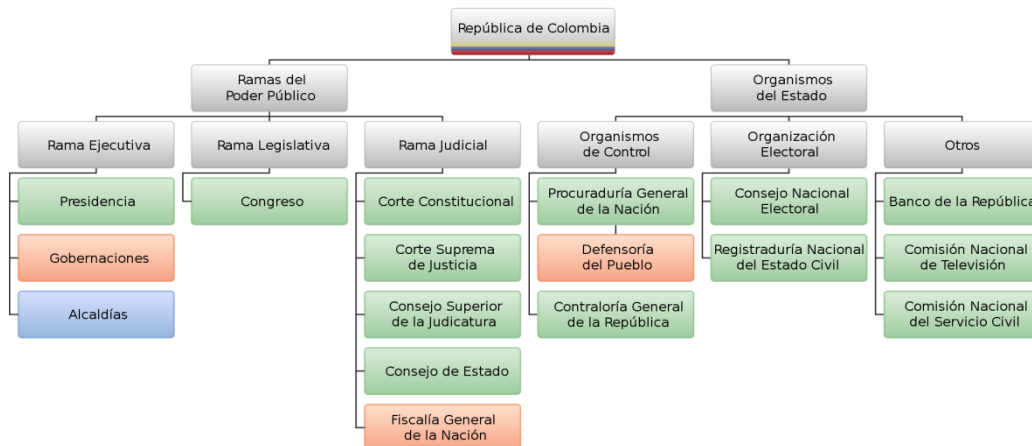 República de Colombia
Ramas del
Poder Público
Organismos
del Estado
Rama Ejecutiva
Rama Legislativa
Rama Judicial
Organismos
de Control
Organización
Electoral
Otros
Presidencia
Gobernaciones
Alcaldías
Congreso
Corte Constitucional
Corte Suprema
de Justicia
Consejo Superior
de la Judicatura
Consejo de Estado
Fiscalía General
de la Nación
Procuraduría General
de la Nación
Defensoría
del Pueblo
Contraloría General
de la República
Consejo Nacional
Electoral
Registraduría Nacional
del Estado Civil
Banco de la República
Comisión Nacional
de Televisión
Comisión Nacional
del Servicio Civil